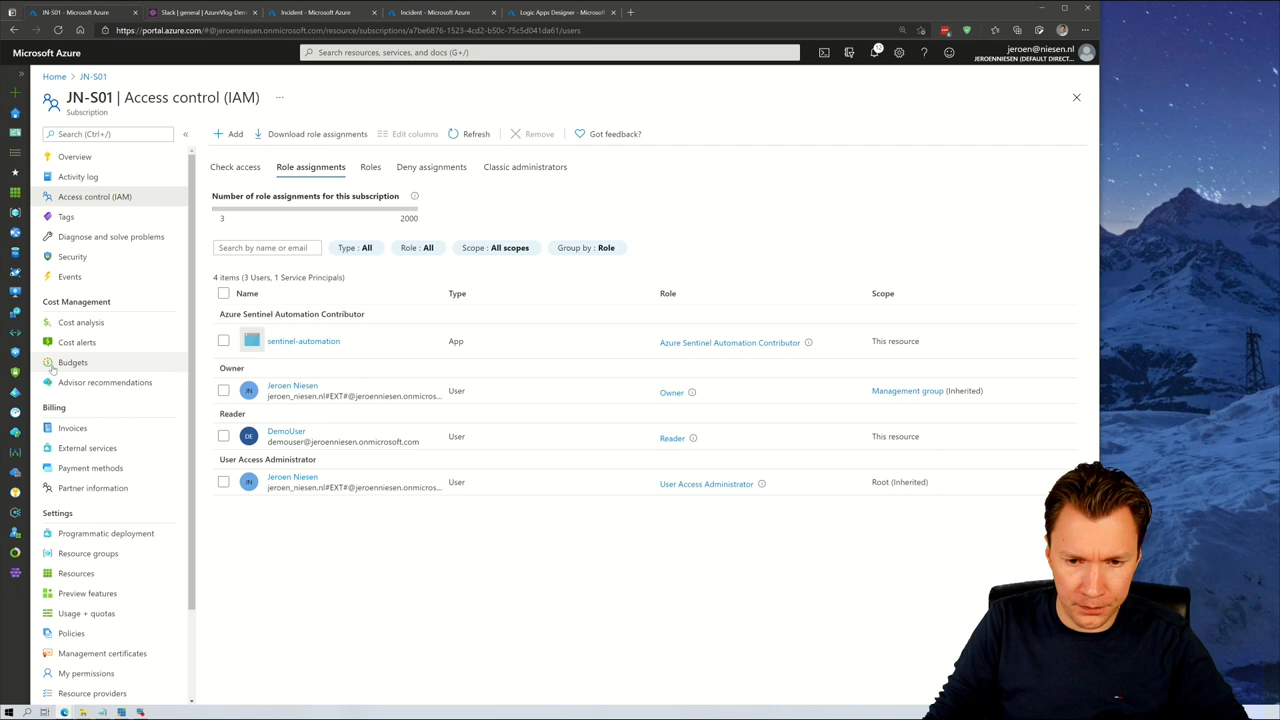 JN-S01 - Microsoft Azure
Slack | general | AzureVlog-Dem
Incident - Microsoft Azure
Incident - Microsoft Azure
Logic Apps Designer - Microsoft
https://portal.azure.com/#@jeroenniesen.onmicrosoft.com/resource/subscriptions/a7be6876-1523-4cd2-b50c-75c5d041da61/users
Microsoft Azure
Search resources, services, and docs (G+/)
12
jeroen@niesen.nl
JEROENNIESEN (DEFAULT DIRECT...
Home > JN-S01
JN-S01 | Access control (IAM) ...
Subscription
Search (Ctrl+/)
Overview
Activity log
Access control (IAM)
Tags
Diagnose and solve problems
Security
Events
Cost Management
Cost analysis
Cost alerts
Budgets
Advisor recommendations
Billing
Invoices
External services
Payment methods
Partner information
Settings
Programmatic deployment
Resource groups
Resources
Preview features
Usage + quotas
Policies
Management certificates
My permissions
Resource providers
Add
Download role assignments
Edit columns
Refresh
Remove
Got feedback?
Check access
Role assignments
Roles
Deny assignments
Classic administrators
Number of role assignments for this subscription
3
2000
Search by name or email
Type : All
Role : All
Scope : All scopes
Group by : Role
4 items (3 Users, 1 Service Principals)
Name
Type
Role
Scope
Azure Sentinel Automation Contributor
sentinel-automation
App
Azure Sentinel Automation Contributor
This resource
Owner
JN
Jeroen Niesen
jeroen_niesen.nl#EXT#@jeroenniesen.onmicros...
User
Owner
Management group (Inherited)
Reader
DE
DemoUser
demouser@jeroenniesen.onmicrosoft.com
User
Reader
This resource
User Access Administrator
JN
Jeroen Niesen
jeroen_niesen.nl#EXT#@jeroenniesen.onmicros...
User
User Access Administrator
Root (Inherited)